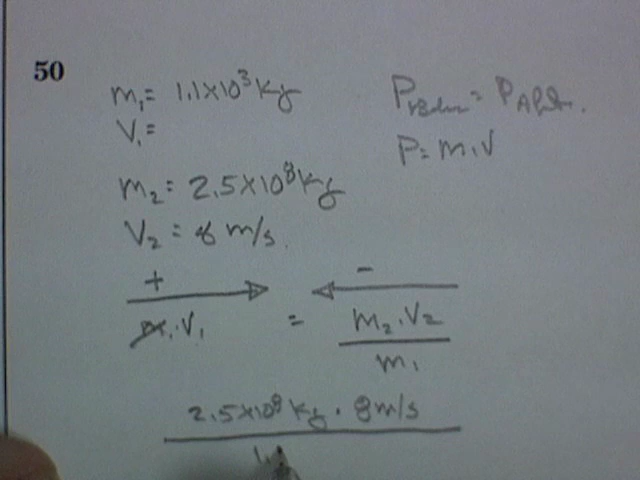 50
m₁= 1.1×10³ Kg
V₁=
P = P
P= m.V
m₂= 2.5×10⁸ Kg
V₂ = 8 m/s.
+ -
m₁.V₁ = m₂.V₂
m₁
2.5×10⁸ Kg . 8 m/s
1.